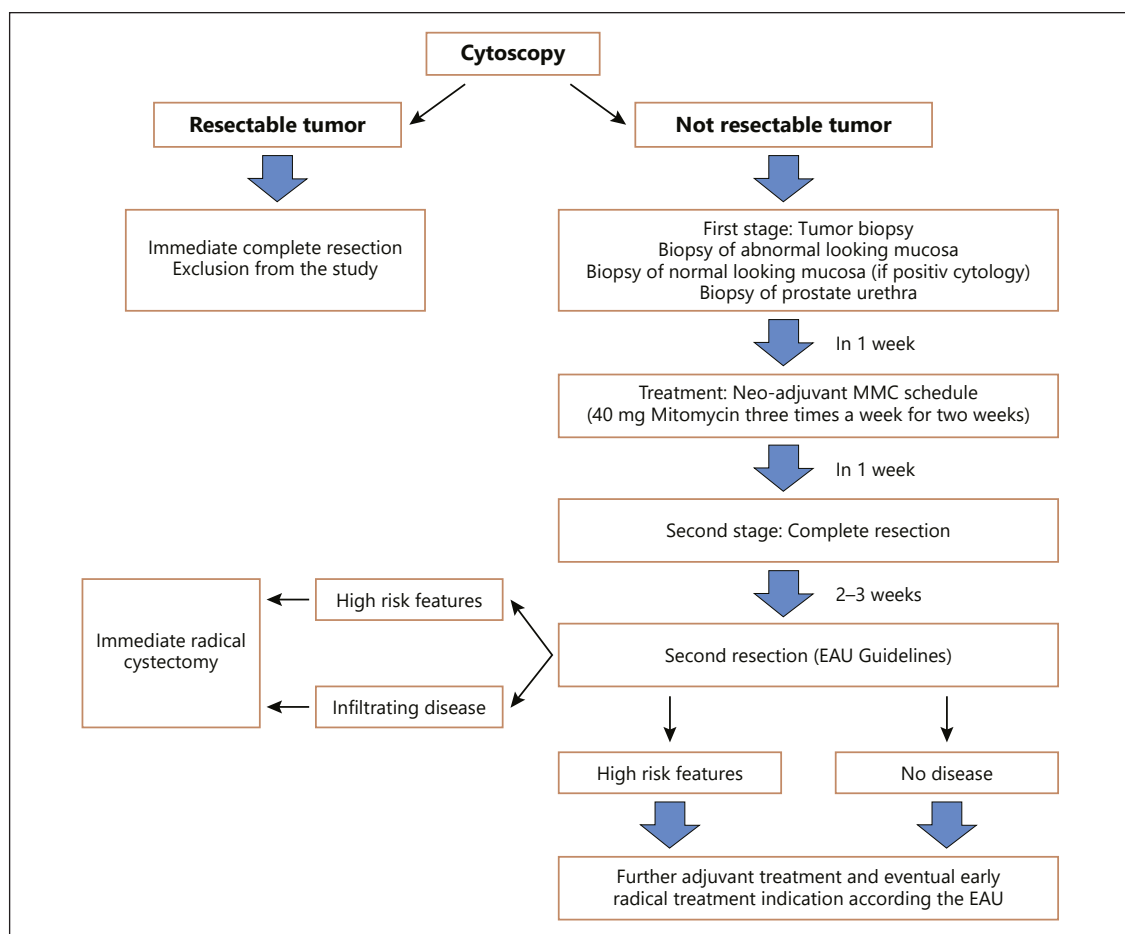 Cytoscopy
Resectable tumor
Not resectable tumor
Immediate complete resection
Exclusion from the study
First stage: Tumor biopsy
Biopsy of abnormal looking mucosa
Biopsy of normal looking mucosa (if positiv cytology)
Biopsy of prostate urethra
In 1 week
Treatment: Neo-adjuvant MMC schedule
(40 mg Mitomycin three times a week for two weeks)
In 1 week
Second stage: Complete resection
2–3 weeks
Second resection (EAU Guidelines)
High risk features
Infiltrating disease
Immediate radical
cystectomy
High risk features
No disease
Further adjuvant treatment and eventual early
radical treatment indication according the EAU